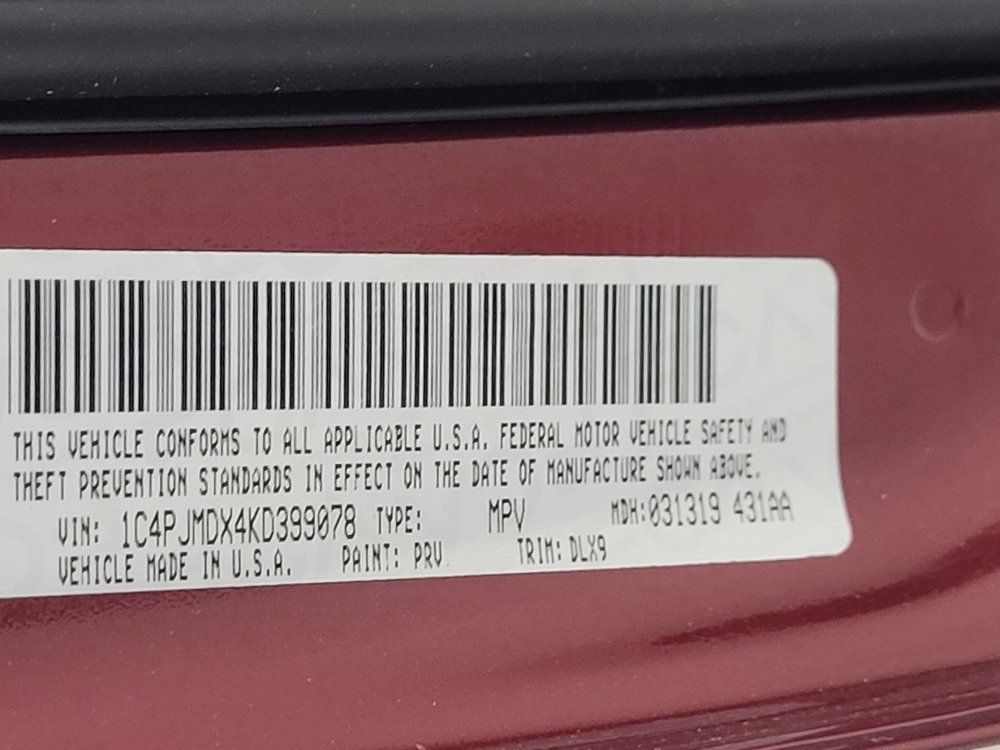 THIS VEHICLE CONFORMS TO ALL APPLICABLE U.S.A. FEDERAL MOTOR VEHICLE SAFETY AND
THEFT PREVENTION STANDARDS IN EFFECT ON THE DATE OF MANUFACTURE SHOWN ABOVE.
VIN: 1C4PJMDX4KD399078 TYPE: MPV MDH:031319 431AA
VEHICLE MADE IN U.S.A. PAINT: PRV TRIM: DLX9